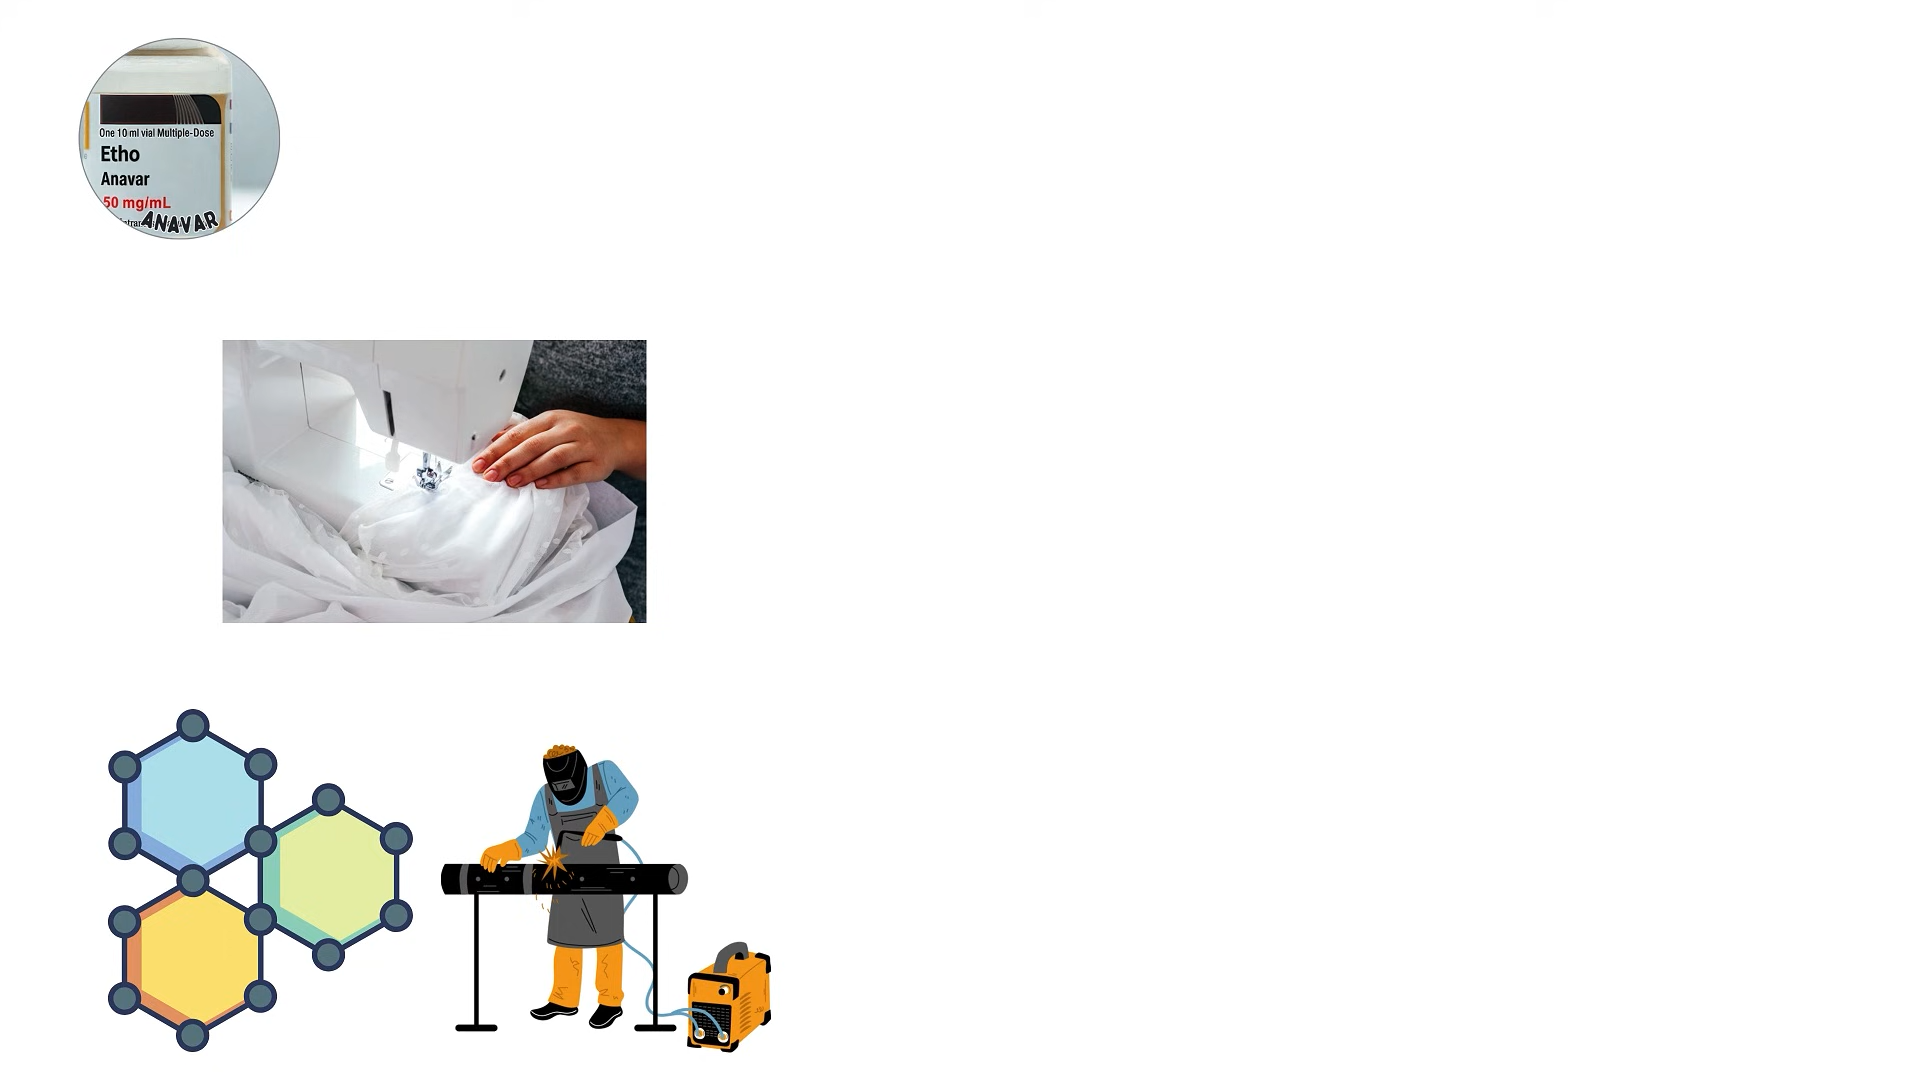 One 10 ml vial Multiple-Dose
Etho
Anavar
50 mg/mL
ANAVAR